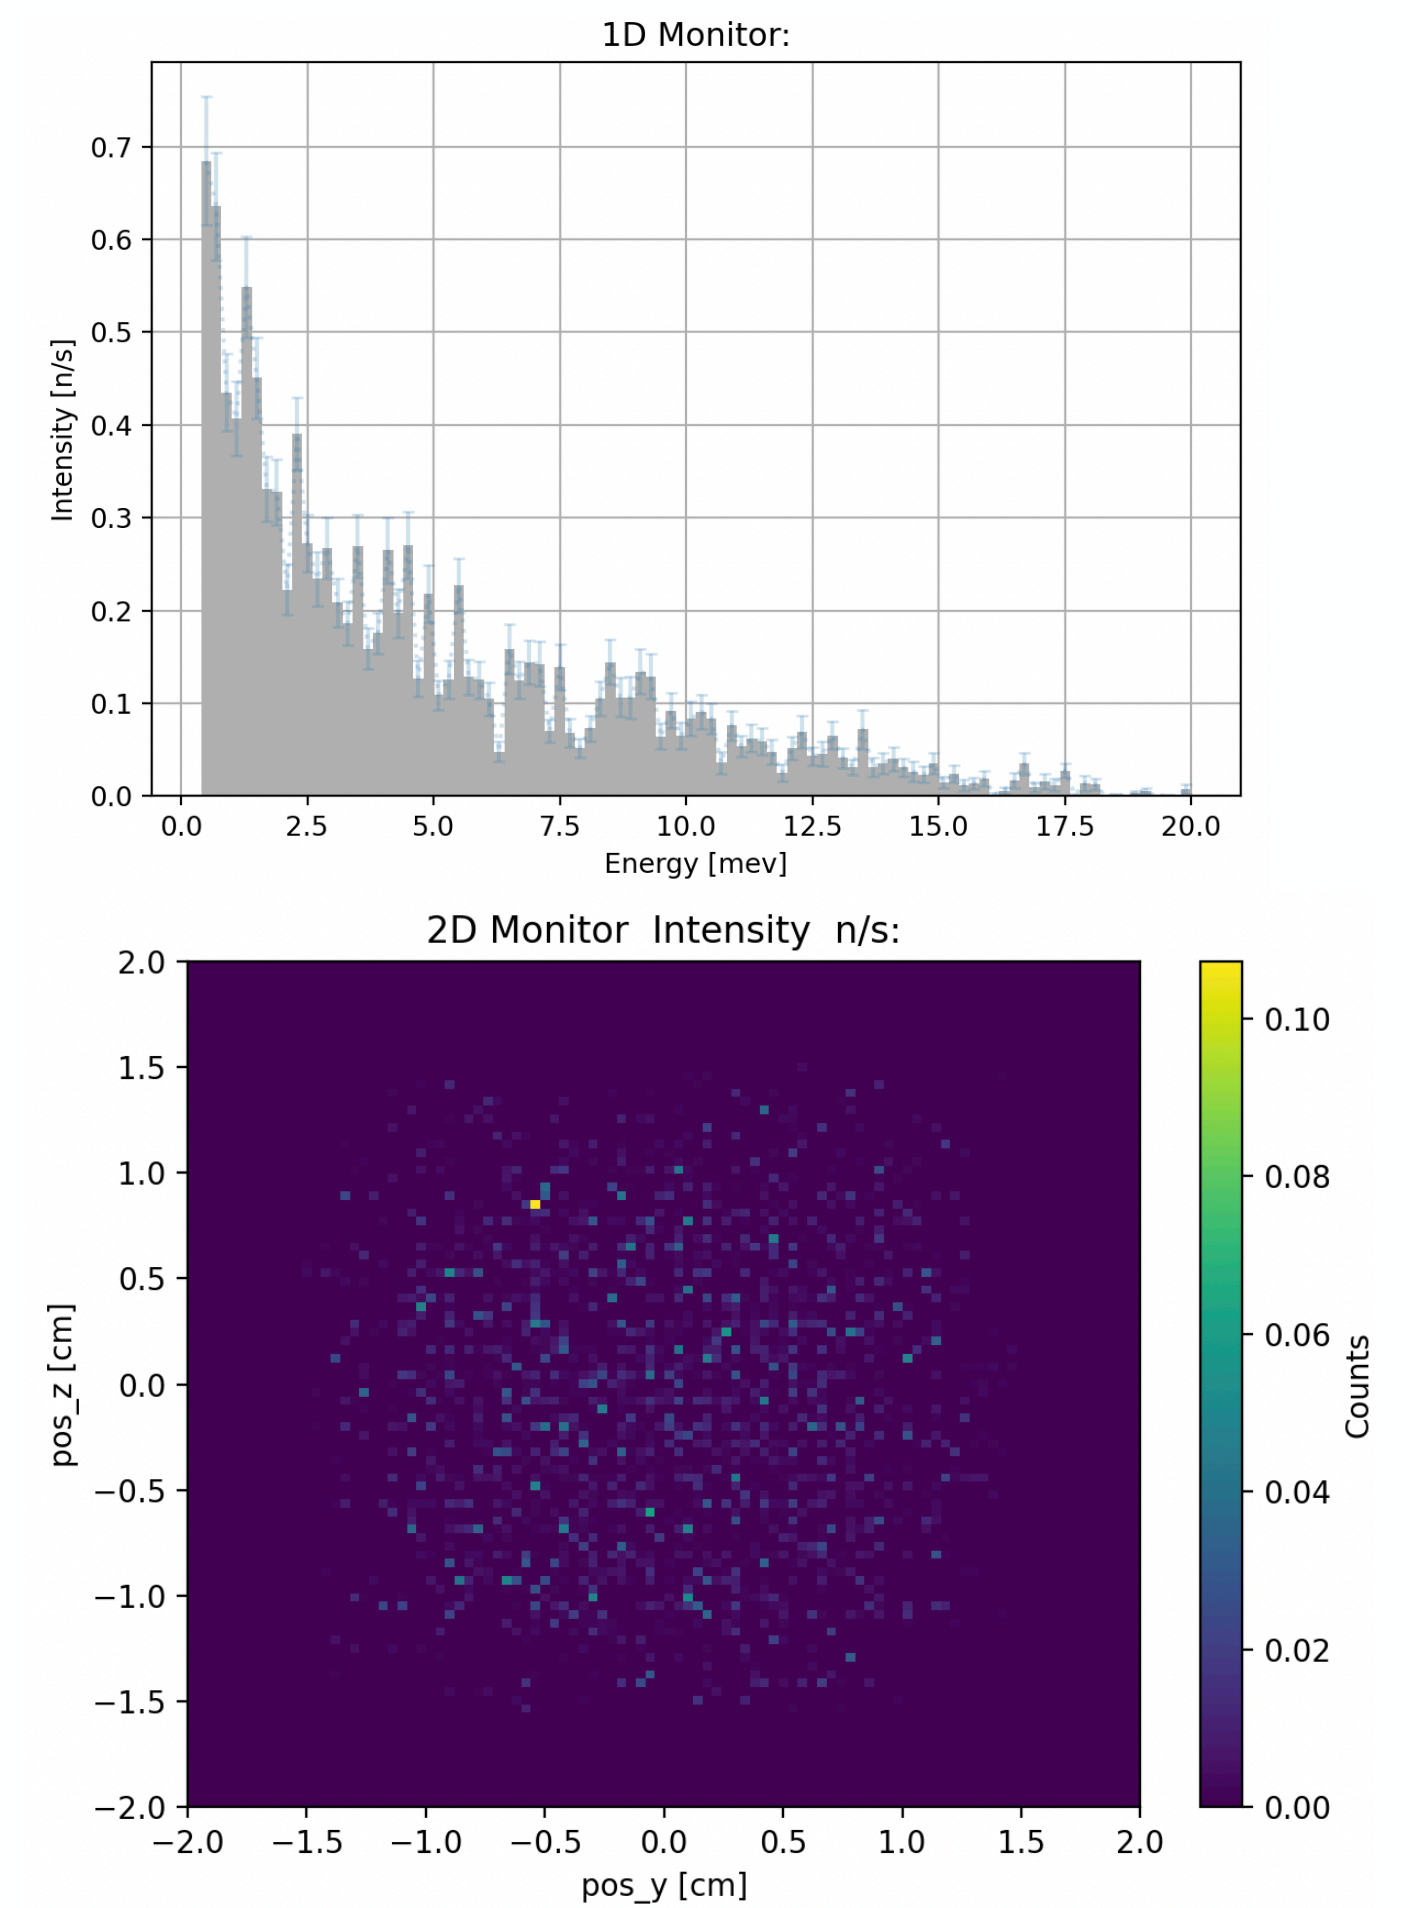 1D Monitor:
Intensity [n/s]
0.7
0.6
0.5
0.4
0.3
0.2
0.1
0.0
0.0 2.5 5.0 7.5 10.0 12.5 15.0 17.5 20.0
Energy [mev]
2D Monitor  Intensity  n/s:
pos_z [cm]
2.0
1.5
1.0
0.5
0.0
−0.5
−1.0
−1.5
−2.0
−2.0 −1.5 −1.0 −0.5 0.0 0.5 1.0 1.5 2.0
pos_y [cm]
0.10
0.08
0.06
0.04
0.02
0.00
Counts